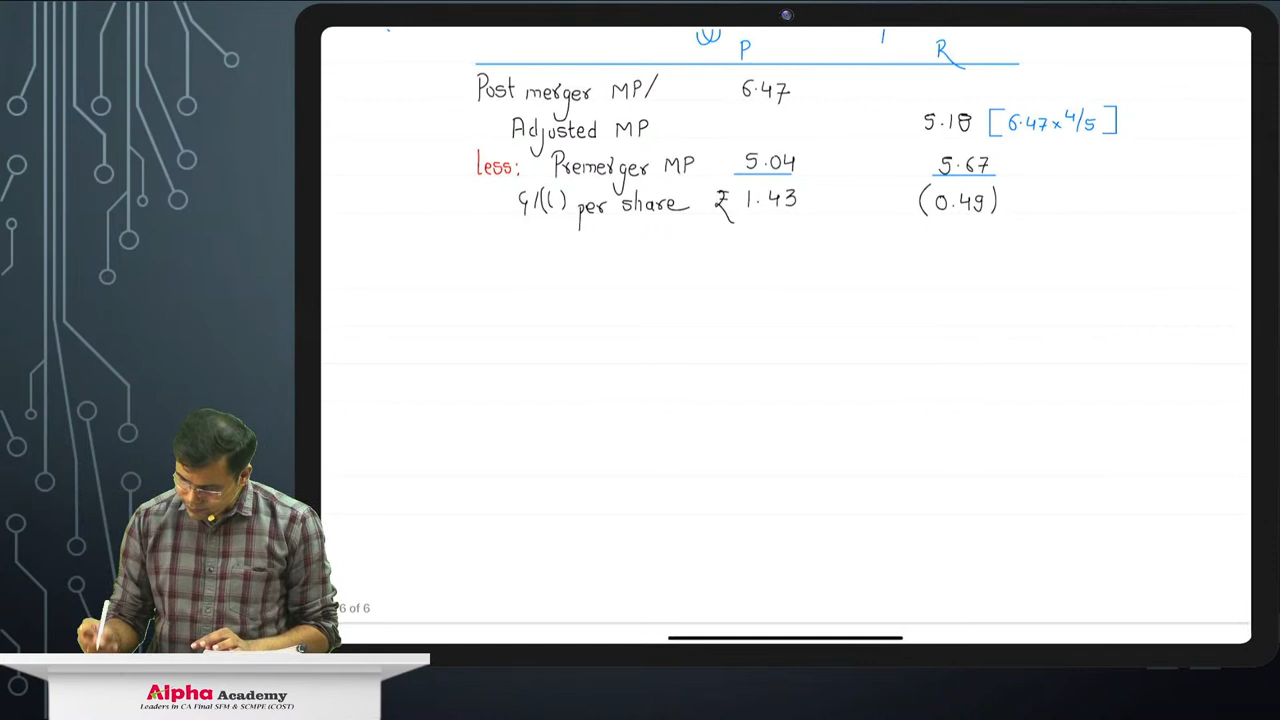 P R
Post merger MP/ 6.47
Adjusted MP 5.18 [6.47 x 4/5]
less: Premerger MP 5.04 5.67
G/(L) per share ₹ 1.43 (0.49)
6 of 6
Alpha Academy
Leaders in CA Final SFM & SCMPE (COST)